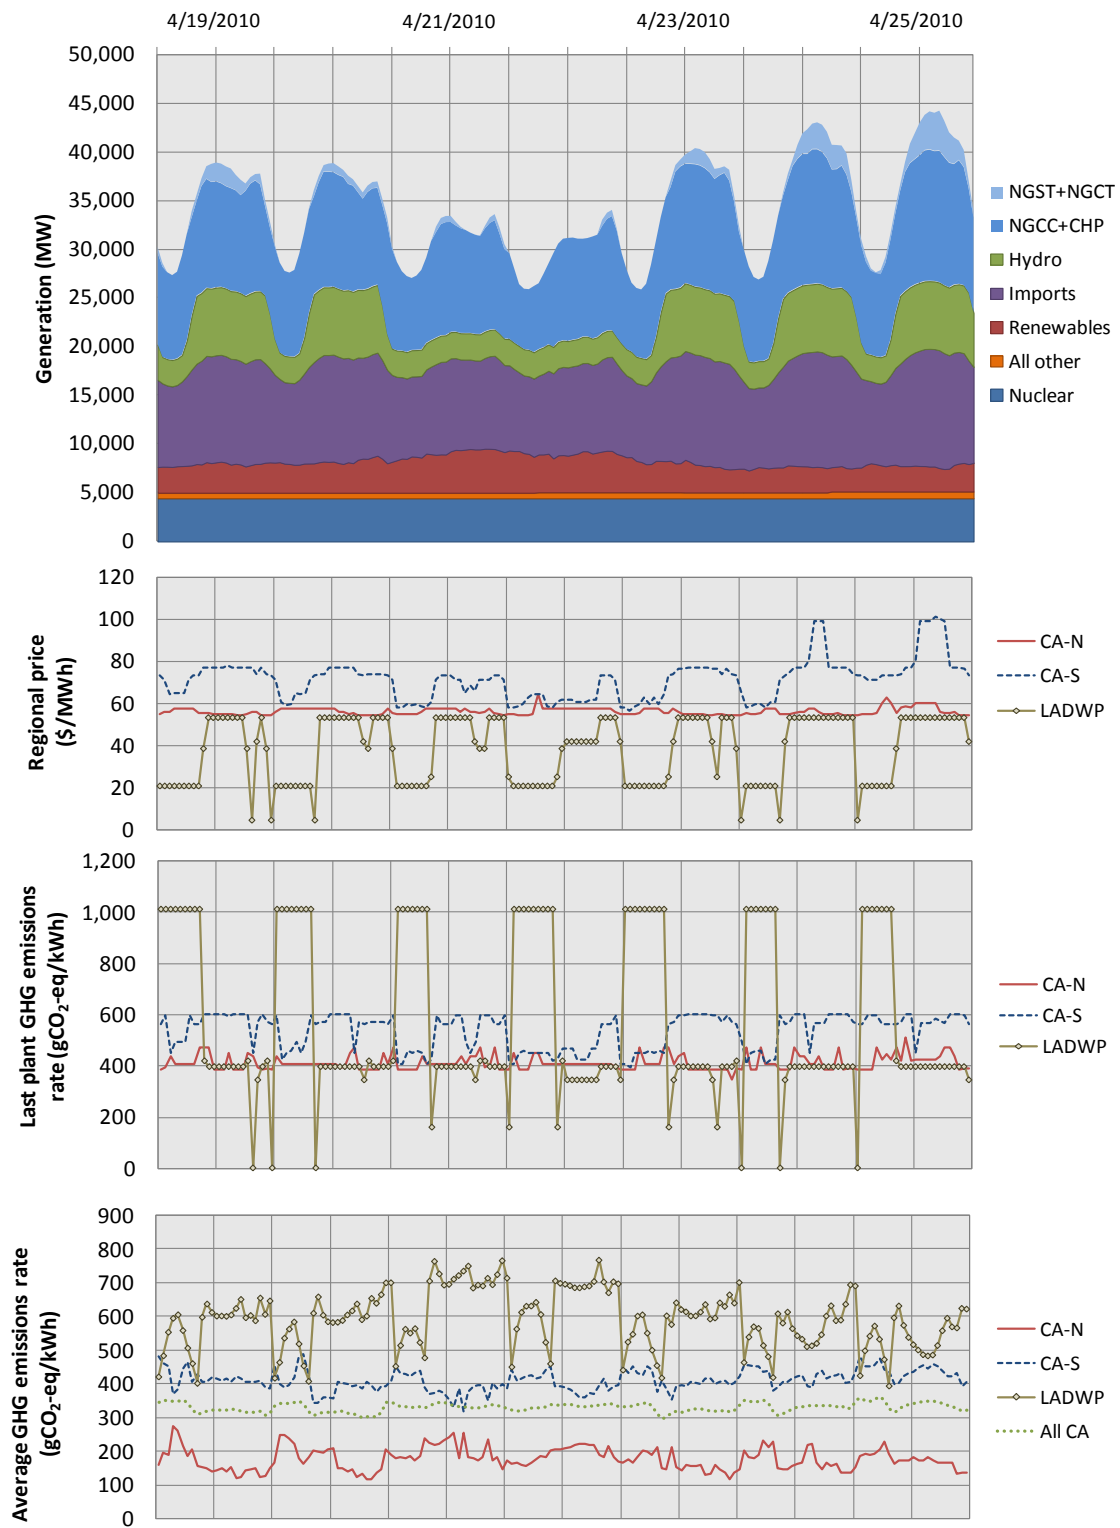 4/19/2010 4/21/2010 4/23/2010 4/25/2010
Generation (MW)
50,000
45,000
40,000
35,000
30,000
25,000
20,000
15,000
10,000
5,000
0
NGST+NGCT
NGCC+CHP
Hydro
Imports
Renewables
All other
Nuclear
Regional price
($/MWh)
120
100
80
60
40
20
0
CA-N
CA-S
LADWP
Last plant GHG emissions
rate (gCO₂-eq/kWh)
1,200
1,000
800
600
400
200
0
CA-N
CA-S
LADWP
Average GHG emissions rate
(gCO₂-eq/kWh)
900
800
700
600
500
400
300
200
100
0
CA-N
CA-S
LADWP
All CA